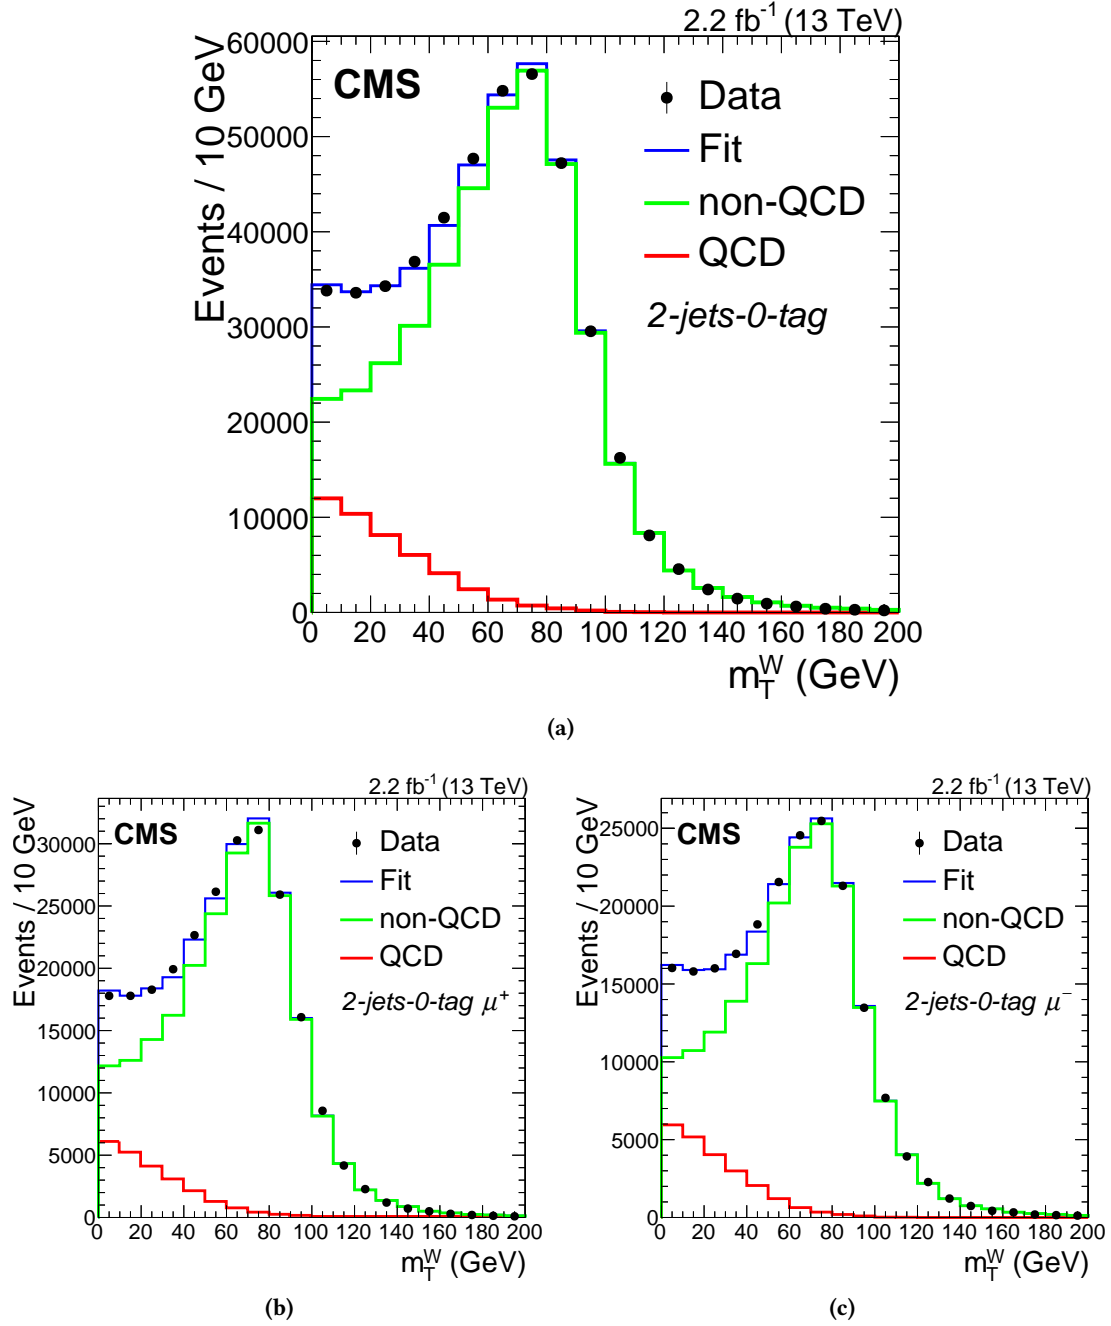 2.2 fb⁻¹ (13 TeV)
Events / 10 GeV
60000
50000
40000
30000
20000
10000
0
CMS
Data
Fit
non-QCD
QCD
2-jets-0-tag
0 20 40 60 80 100 120 140 160 180 200
m_T^W (GeV)
(a)
2.2 fb⁻¹ (13 TeV)
Events / 10 GeV
30000
25000
20000
15000
10000
5000
0
CMS
Data
Fit
non-QCD
QCD
2-jets-0-tag μ⁺
0 20 40 60 80 100 120 140 160 180 200
m_T^W (GeV)
(b)
2.2 fb⁻¹ (13 TeV)
Events / 10 GeV
25000
20000
15000
10000
5000
0
CMS
Data
Fit
non-QCD
QCD
2-jets-0-tag μ⁻
0 20 40 60 80 100 120 140 160 180 200
m_T^W (GeV)
(c)